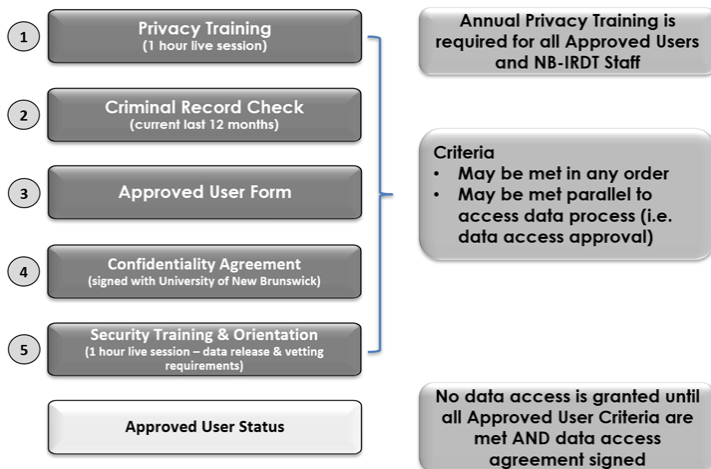 1
Privacy Training
(1 hour live session)
2
Criminal Record Check
(current last 12 months)
3
Approved User Form
4
Confidentiality Agreement
(signed with University of New Brunswick)
5
Security Training & Orientation
(1 hour live session – data release & vetting
requirements)
Approved User Status
Annual Privacy Training is
required for all Approved Users
and NB-IRDT Staff
Criteria
• May be met in any order
• May be met parallel to
access data process (i.e.
data access approval)
No data access is granted until
all Approved User Criteria are
met AND data access
agreement signed